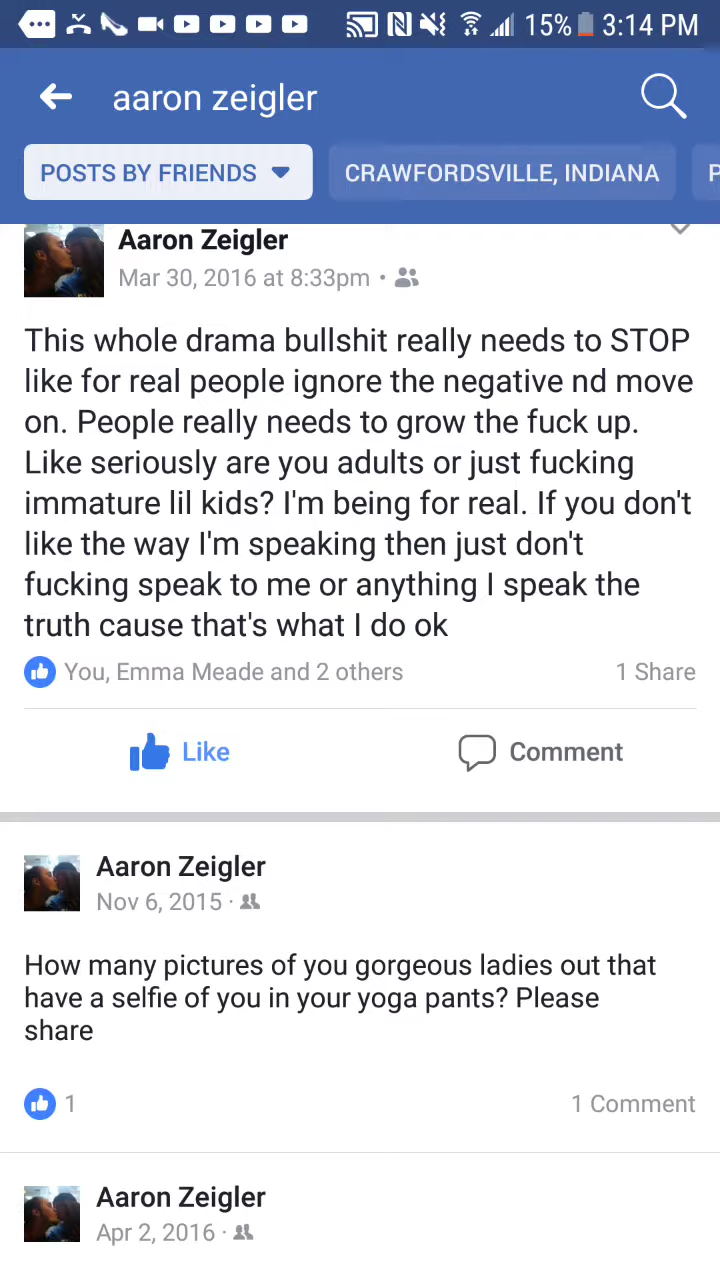 15% 3:14 PM
aaron zeigler
POSTS BY FRIENDS
CRAWFORDSVILLE, INDIANA
P
Aaron Zeigler
Mar 30, 2016 at 8:33pm •
This whole drama bullshit really needs to STOP
like for real people ignore the negative nd move
on. People really needs to grow the fuck up.
Like seriously are you adults or just fucking
immature lil kids? I'm being for real. If you don't
like the way I'm speaking then just don't
fucking speak to me or anything I speak the
truth cause that's what I do ok
You, Emma Meade and 2 others
1 Share
Like
Comment
Aaron Zeigler
Nov 6, 2015 ·
How many pictures of you gorgeous ladies out that
have a selfie of you in your yoga pants? Please
share
1
1 Comment
Aaron Zeigler
Apr 2, 2016 ·